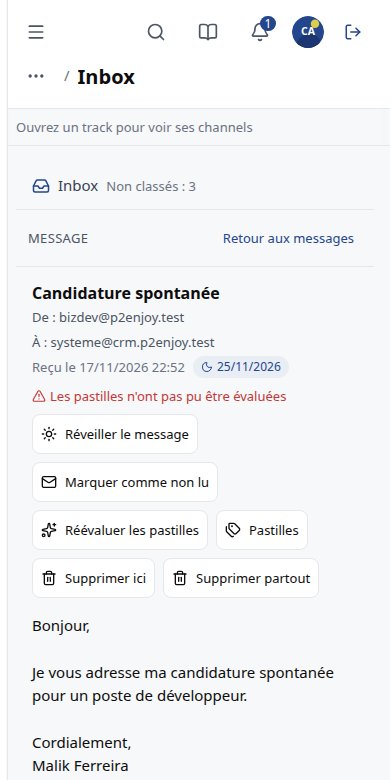 1
CA
... / Inbox
Ouvrez un track pour voir ses channels
Inbox Non classés : 3
MESSAGE Retour aux messages
Candidature spontanée
De : bizdev@p2enjoy.test
À : systeme@crm.p2enjoy.test
Reçu le 17/11/2026 22:52 25/11/2026
Les pastilles n'ont pas pu être évaluées
Réveiller le message
Marquer comme non lu
Réévaluer les pastilles Pastilles
Supprimer ici Supprimer partout
Bonjour,
Je vous adresse ma candidature spontanée
pour un poste de développeur.
Cordialement,
Malik Ferreira